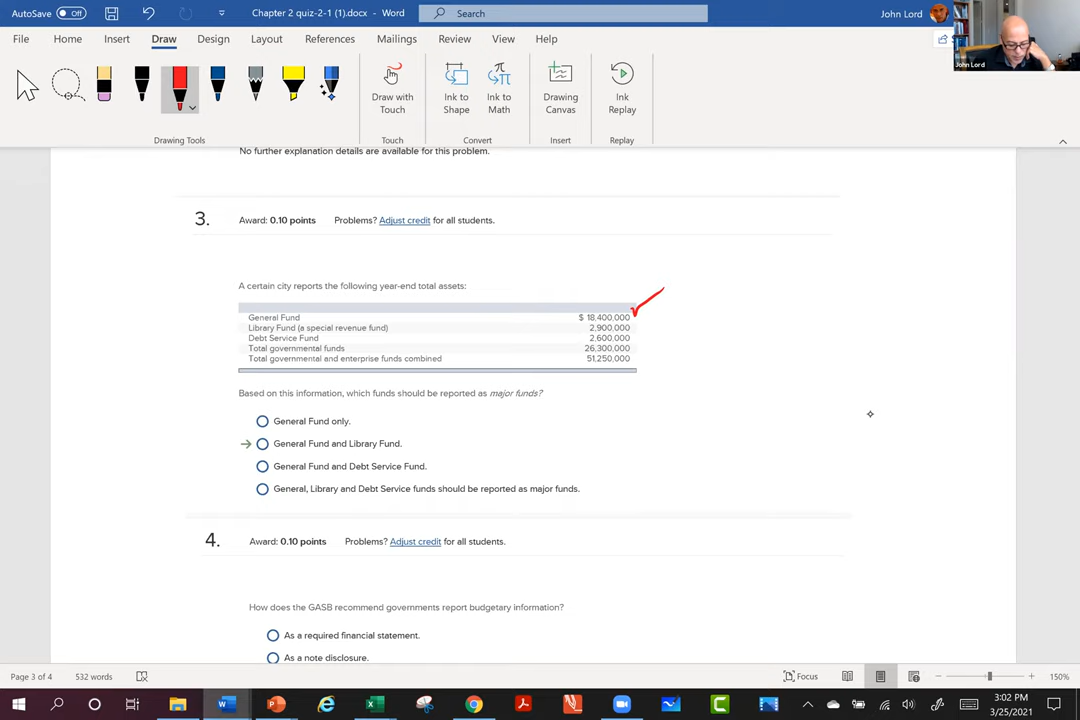 AutoSave Off Chapter 2 quiz-2-1 (1).docx - Word Search John Lord
File Home Insert Draw Design Layout References Mailings Review View Help
John Lord
Draw with Touch
Ink to Shape
Ink to Math
Drawing Canvas
Ink Replay
Drawing Tools Touch Convert Insert Replay
No further explanation details are available for this problem.
3. Award: 0.10 points Problems? Adjust credit for all students.
A certain city reports the following year-end total assets:
General Fund $ 18,400,000
Library Fund (a special revenue fund) 2,900,000
Debt Service Fund 2,600,000
Total governmental funds 26,300,000
Total governmental and enterprise funds combined 51,250,000
Based on this information, which funds should be reported as major funds?
General Fund only.
General Fund and Library Fund.
General Fund and Debt Service Fund.
General, Library and Debt Service funds should be reported as major funds.
4. Award: 0.10 points Problems? Adjust credit for all students.
How does the GASB recommend governments report budgetary information?
As a required financial statement.
As a note disclosure.
Page 3 of 4 532 words Focus 150%
3:02 PM
3/25/2021